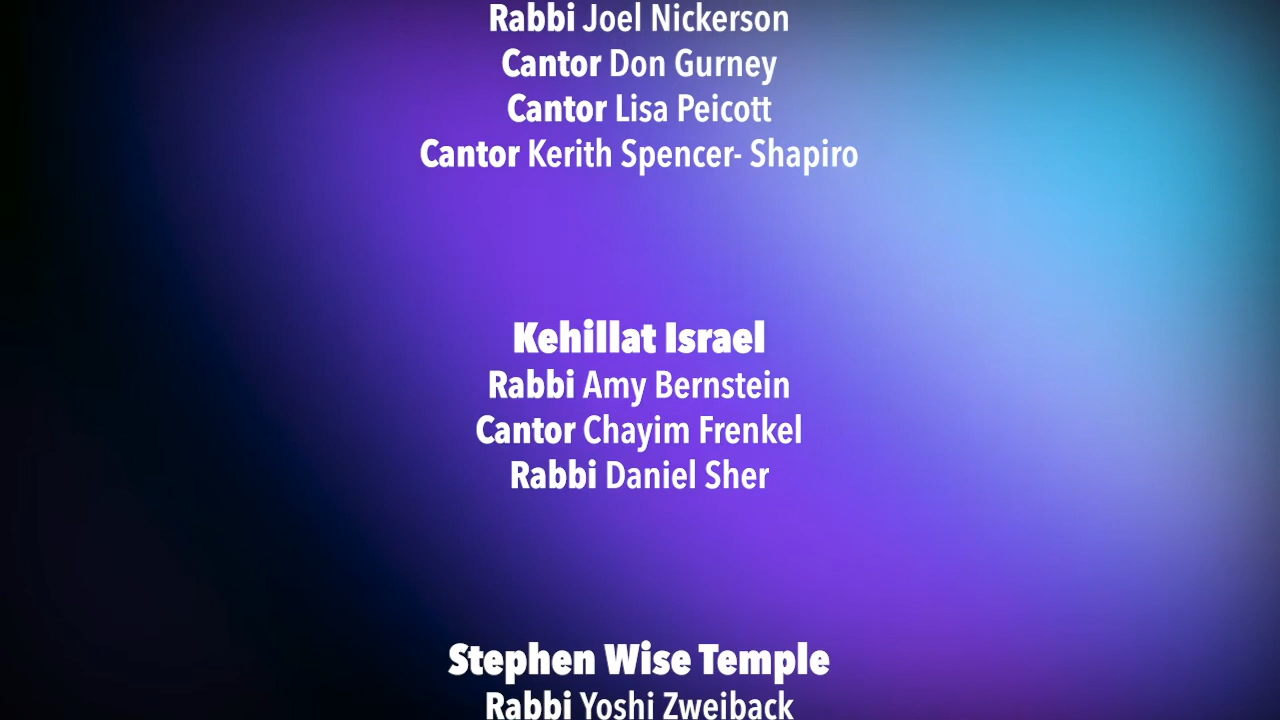 Rabbi Joel Nickerson
Cantor Don Gurney
Cantor Lisa Peicott
Cantor Kerith Spencer- Shapiro
Kehillat Israel
Rabbi Amy Bernstein
Cantor Chayim Frenkel
Rabbi Daniel Sher
Stephen Wise Temple
Rabbi Yoshi Zweiback